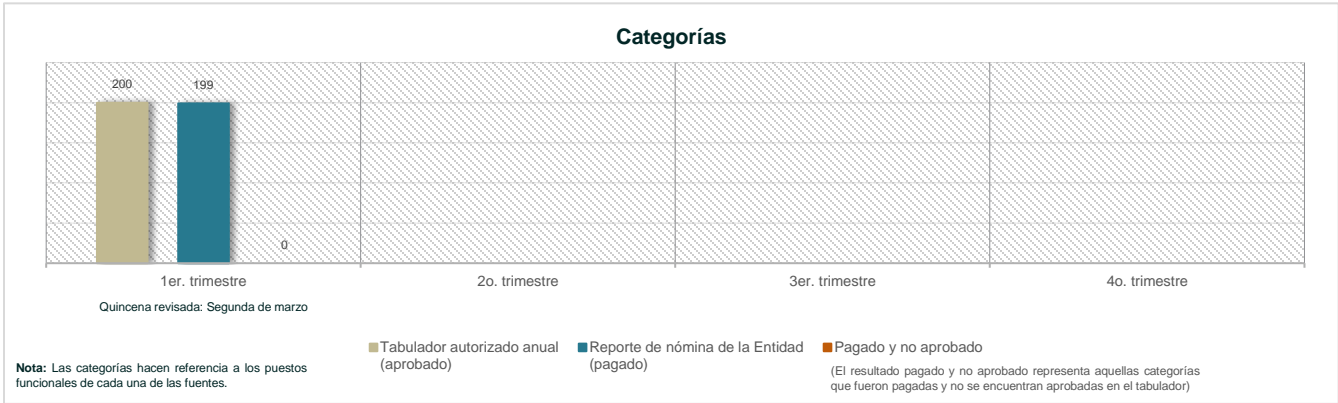 Categorías
200
199
0
1er. trimestre
2o. trimestre
3er. trimestre
4o. trimestre
Quincena revisada: Segunda de marzo
Tabulador autorizado anual
(aprobado)
Reporte de nómina de la Entidad
(pagado)
Pagado y no aprobado
(El resultado pagado y no aprobado representa aquellas categorías
que fueron pagadas y no se encuentran aprobadas en el tabulador)
Nota: Las categorías hacen referencia a los puestos
funcionales de cada una de las fuentes.